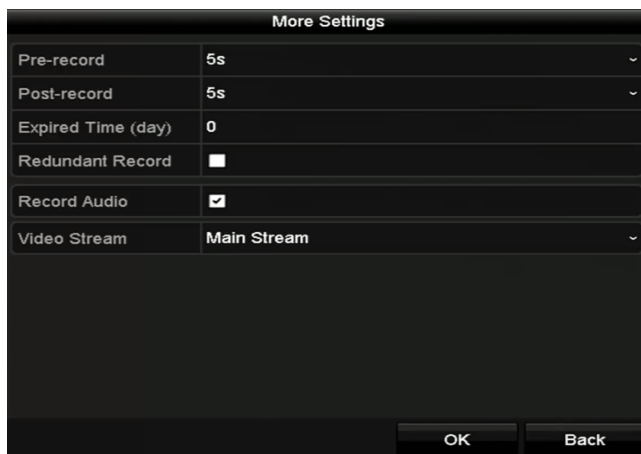 More Settings
Pre-record 5s
Post-record 5s
Expired Time (day) 0
Redundant Record
Record Audio
Video Stream Main Stream
OK Back